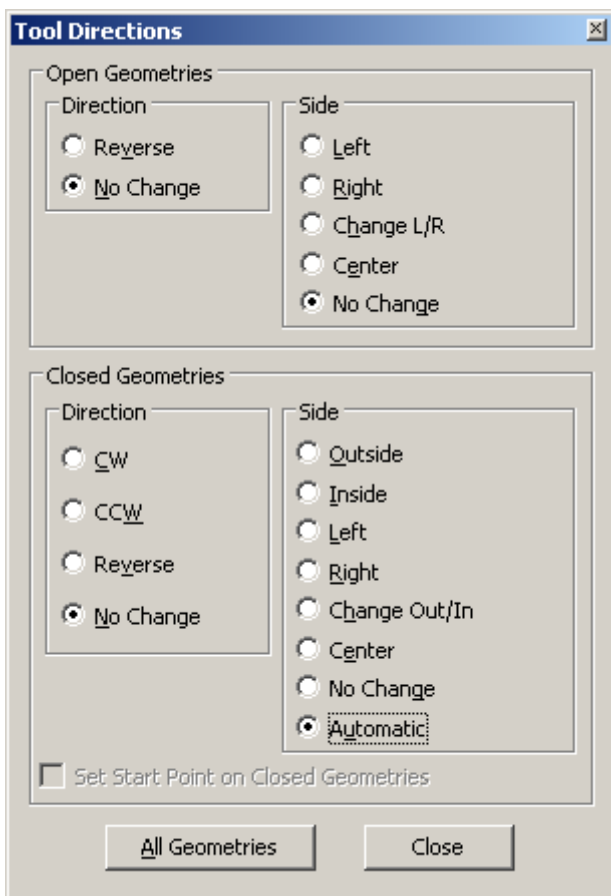 Tool Directions
Open Geometries
Direction
Reverse
No Change
Side
Left
Right
Change L/R
Center
No Change
Closed Geometries
Direction
CW
CCW
Reverse
No Change
Side
Outside
Inside
Left
Right
Change Out/In
Center
No Change
Automatic
Set Start Point on Closed Geometries
All Geometries
Close